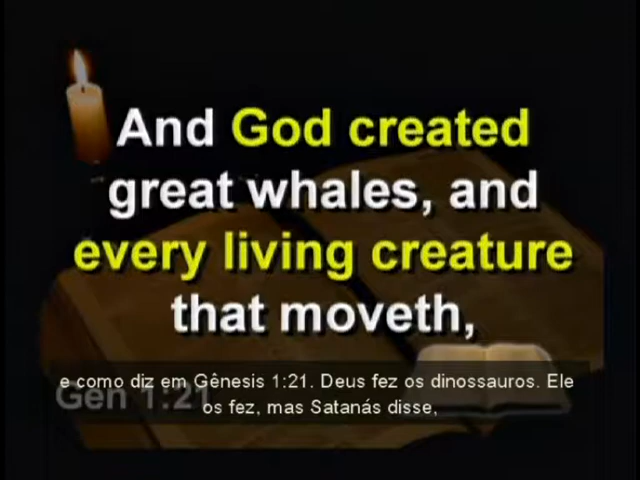 And God created
great whales, and
every living creature
that moveth,
e como diz em Gênesis 1:21. Deus fez os dinossauros. Ele
os fez, mas Satanás disse,
Gen 1:21